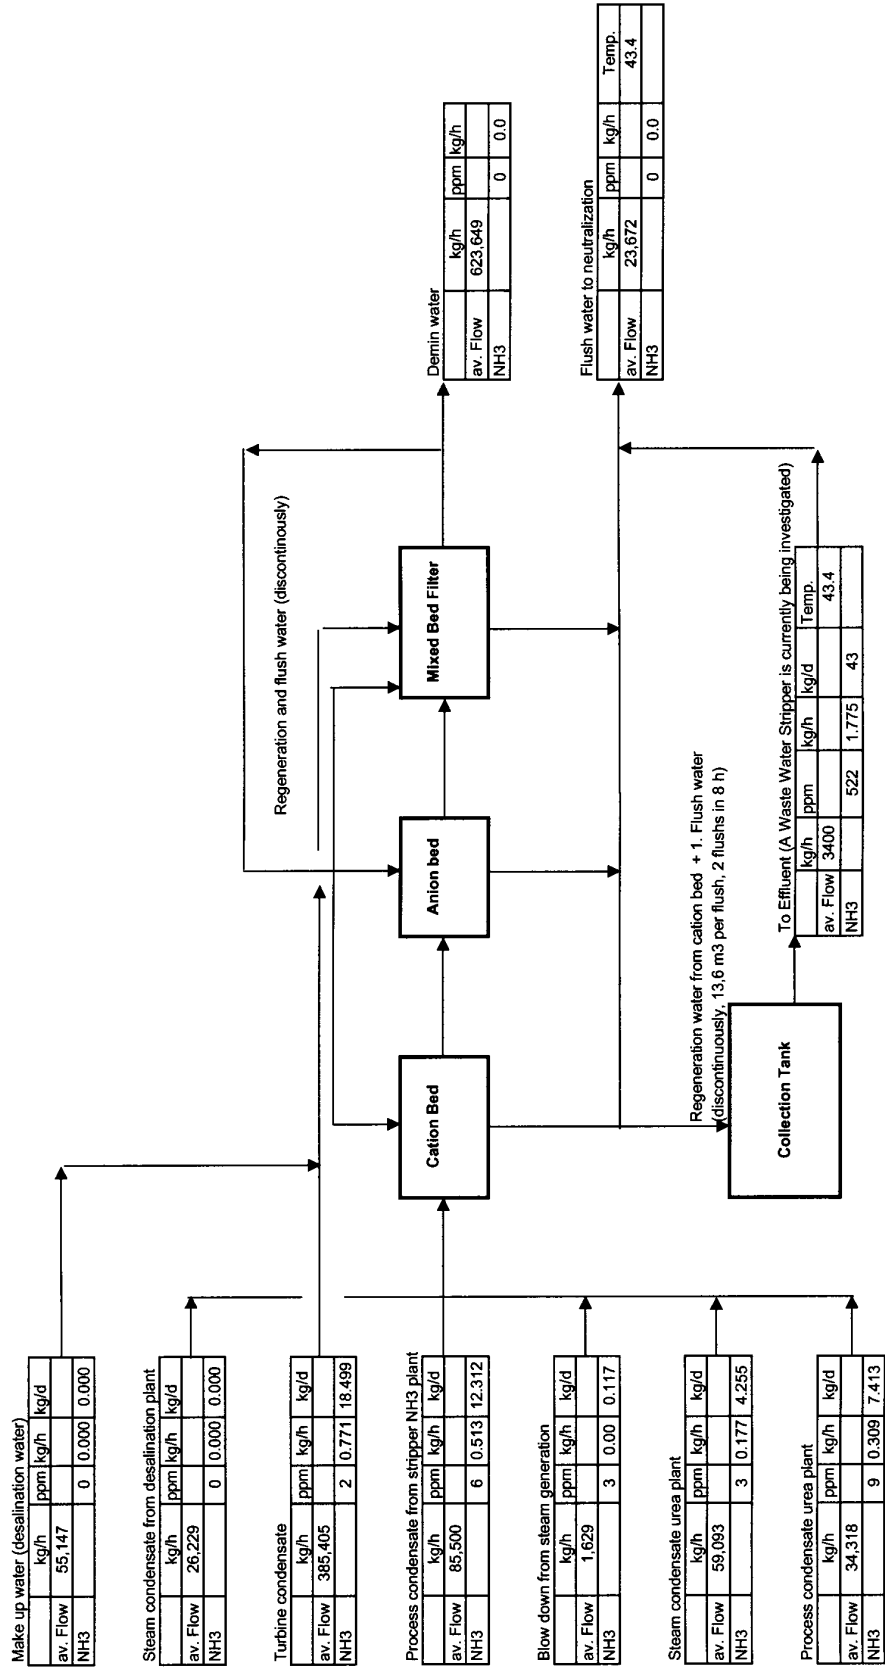 Make up water (desalination water)
kg/h ppm kg/h kg/d
av. Flow 55,147
NH3 0 0.000 0.000
Steam condensate from desalination plant
kg/h ppm kg/h kg/d
av. Flow 26,229
NH3 0 0.000 0.000
Turbine condensate
kg/h ppm kg/h kg/d
av. Flow 385,405
NH3 2 0.771 18.499
Process condensate from stripper NH3 plant
kg/h ppm kg/h kg/d
av. Flow 85,500
NH3 6 0.513 12.312
Blow down from steam generation
kg/h ppm kg/h kg/d
av. Flow 1,629
NH3 3 0.00 0.117
Steam condensate urea plant
kg/h ppm kg/h kg/d
av. Flow 59,093
NH3 3 0.177 4.255
Process condensate urea plant
kg/h ppm kg/h kg/d
av. Flow 34,318
NH3 9 0.309 7.413
Regeneration and flush water (discontinously)
Cation Bed
Anion bed
Mixed Bed Filter
Regeneration water from cation bed + 1. Flush water
(discontinuously, 13,6 m3 per flush, 2 flushs in 8 h)
Collection Tank
To Effluent (A Waste Water Stripper is currently being investigated)
kg/h ppm kg/h kg/d Temp.
av. Flow 3400 43.4
NH3 522 1.775 43
Demin water
kg/h ppm kg/h
av. Flow 623,649
NH3 0 0.0
Flush water to neutralization
kg/h ppm kg/h Temp.
av. Flow 23,672 43.4
NH3 0 0.0